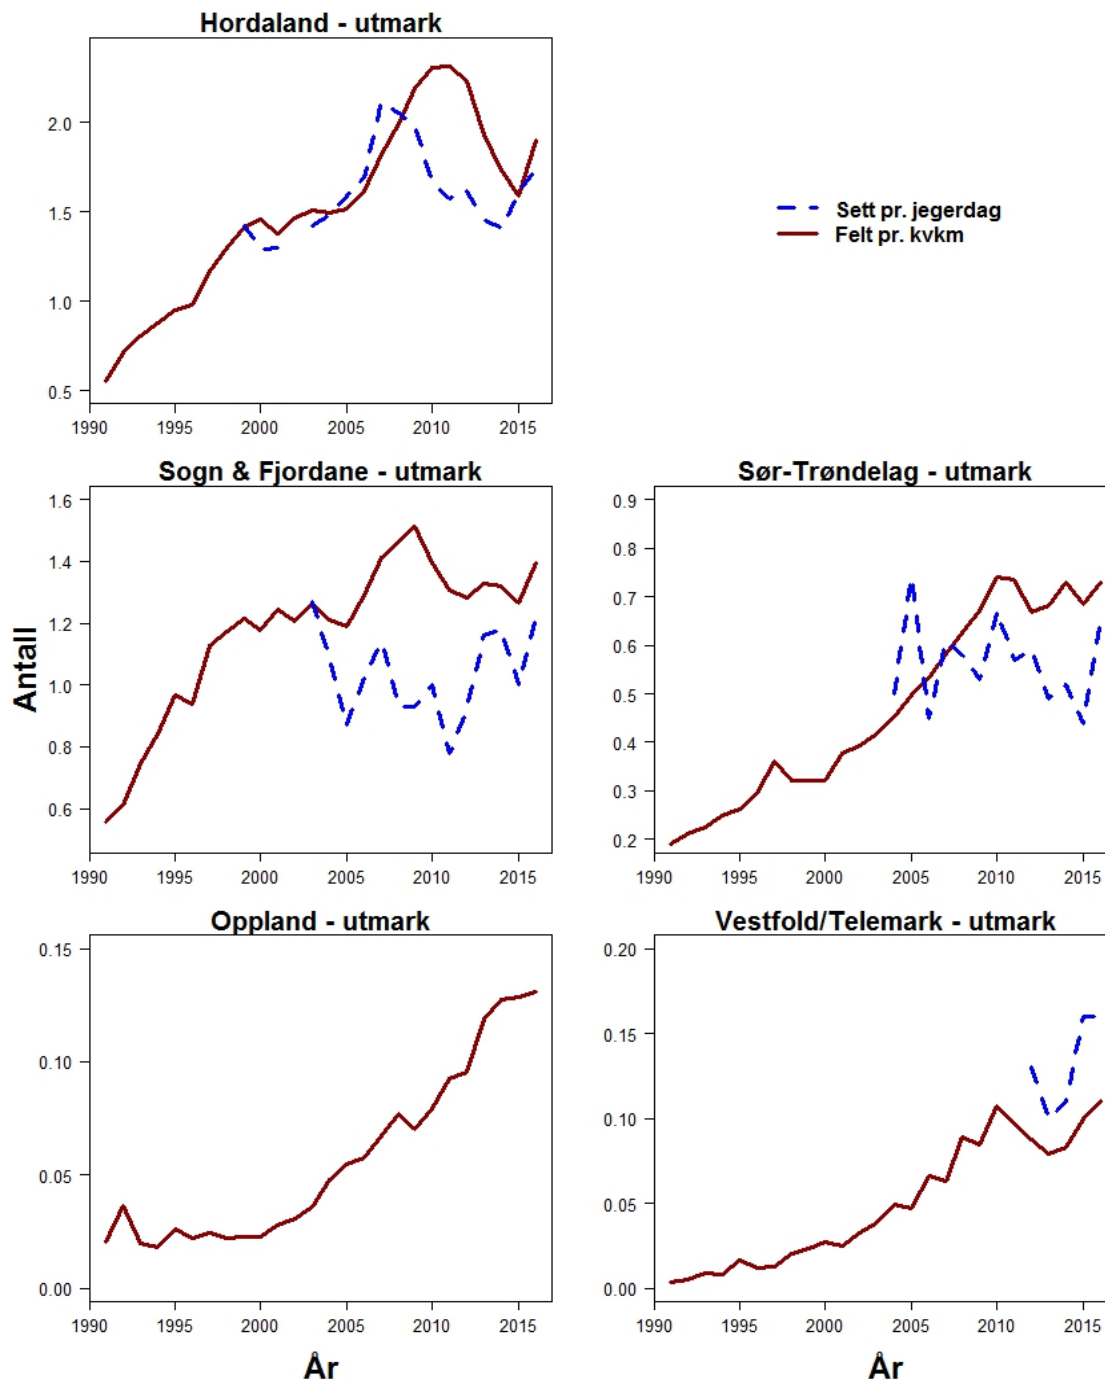 Hordaland - utmark
2.0
1.5
1.0
0.5
1990 1995 2000 2005 2010 2015
Sett pr. jegerdag
Felt pr. kvkm
Sogn & Fjordane - utmark
1.6
1.4
1.2
1.0
0.8
0.6
1990 1995 2000 2005 2010 2015
Sør-Trøndelag - utmark
0.9
0.8
0.7
0.6
0.5
0.4
0.3
0.2
1990 1995 2000 2005 2010 2015
Antall
Oppland - utmark
0.15
0.10
0.05
0.00
1990 1995 2000 2005 2010 2015
År
Vestfold/Telemark - utmark
0.20
0.15
0.10
0.05
0.00
1990 1995 2000 2005 2010 2015
År